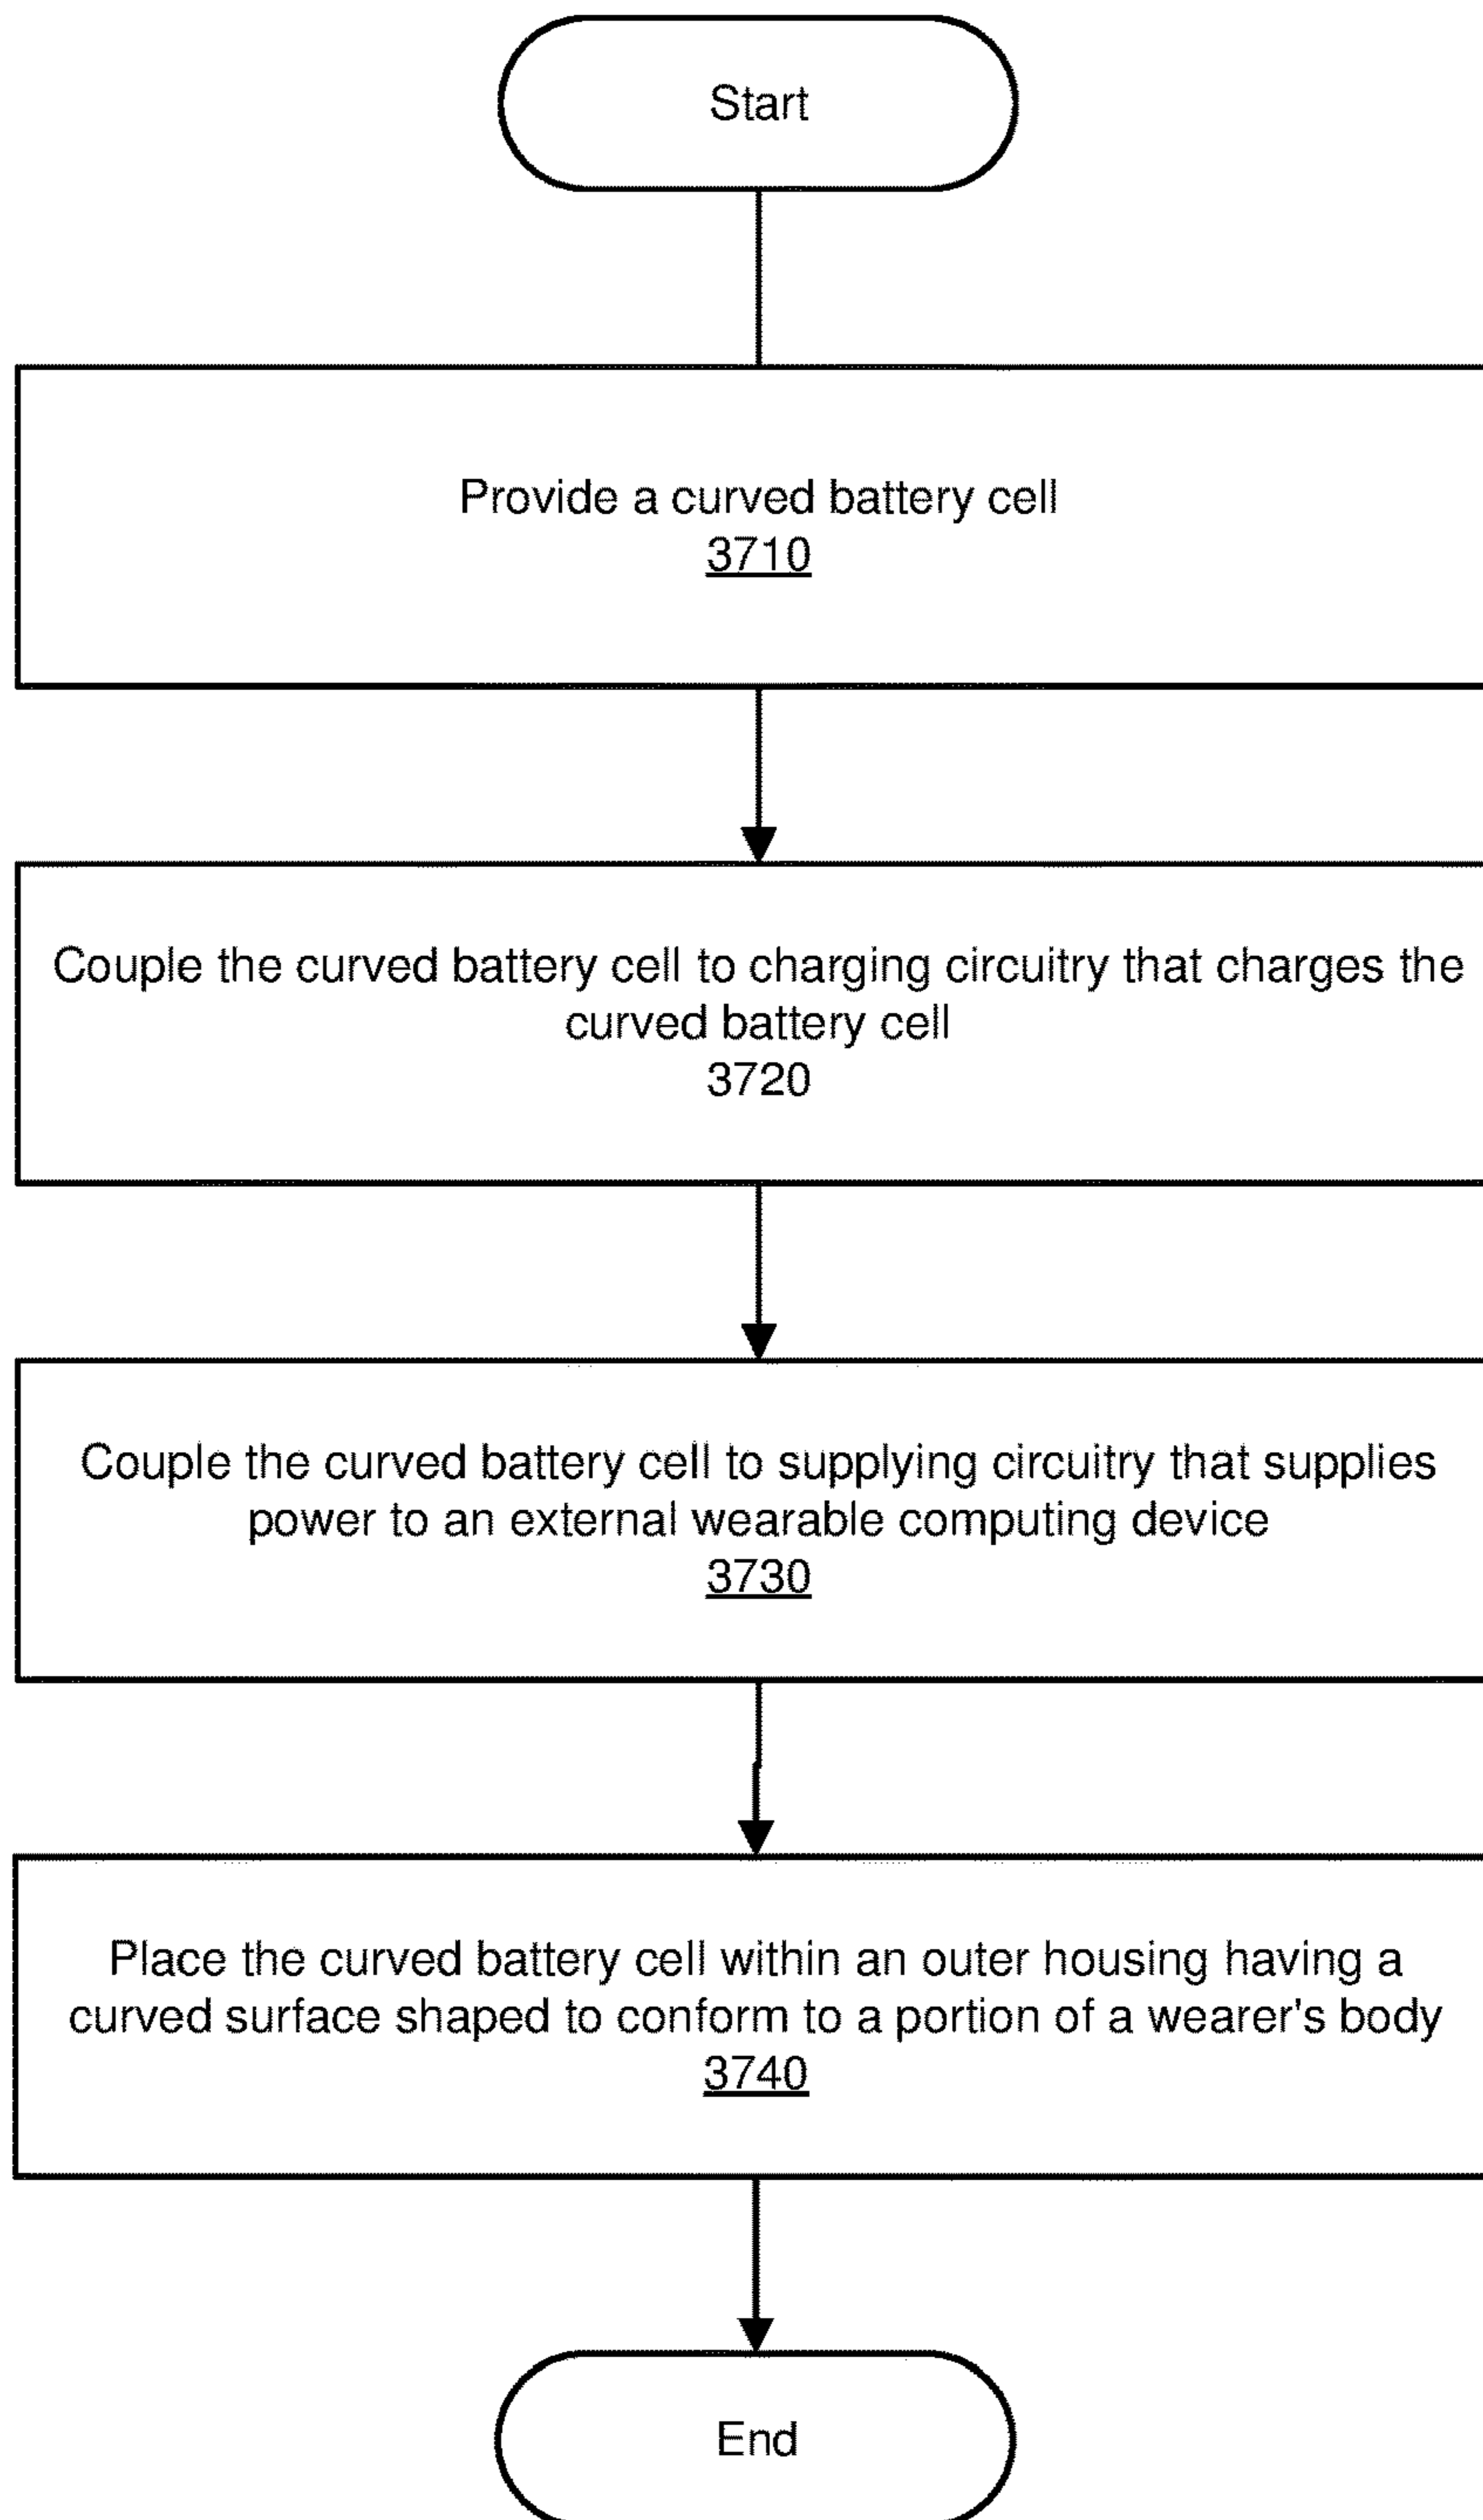 Start
Provide a curved battery cell
3710
Couple the curved battery cell to charging circuitry that charges the
curved battery cell
3720
Couple the curved battery cell to supplying circuitry that supplies
power to an external wearable computing device
3730
Place the curved battery cell within an outer housing having a
curved surface shaped to conform to a portion of a wearer's body
3740
End